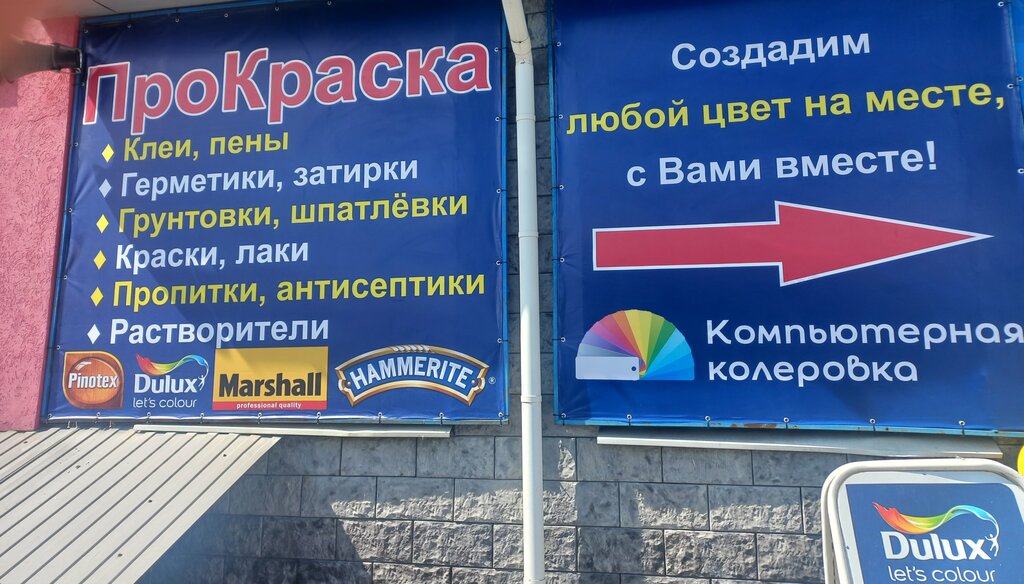 ПроКраска
Клеи, пены
Герметики, затирки
Грунтовки, шпатлёвки
Краски, лаки
Пропитки, антисептики
Растворители
Pinotex
Dulux
let's colour
Marshall
professional quality
HAMMERITE®
Создадим
любой цвет на месте,
с Вами вместе!
Компьютерная
колеровка
Dulux
let's colour